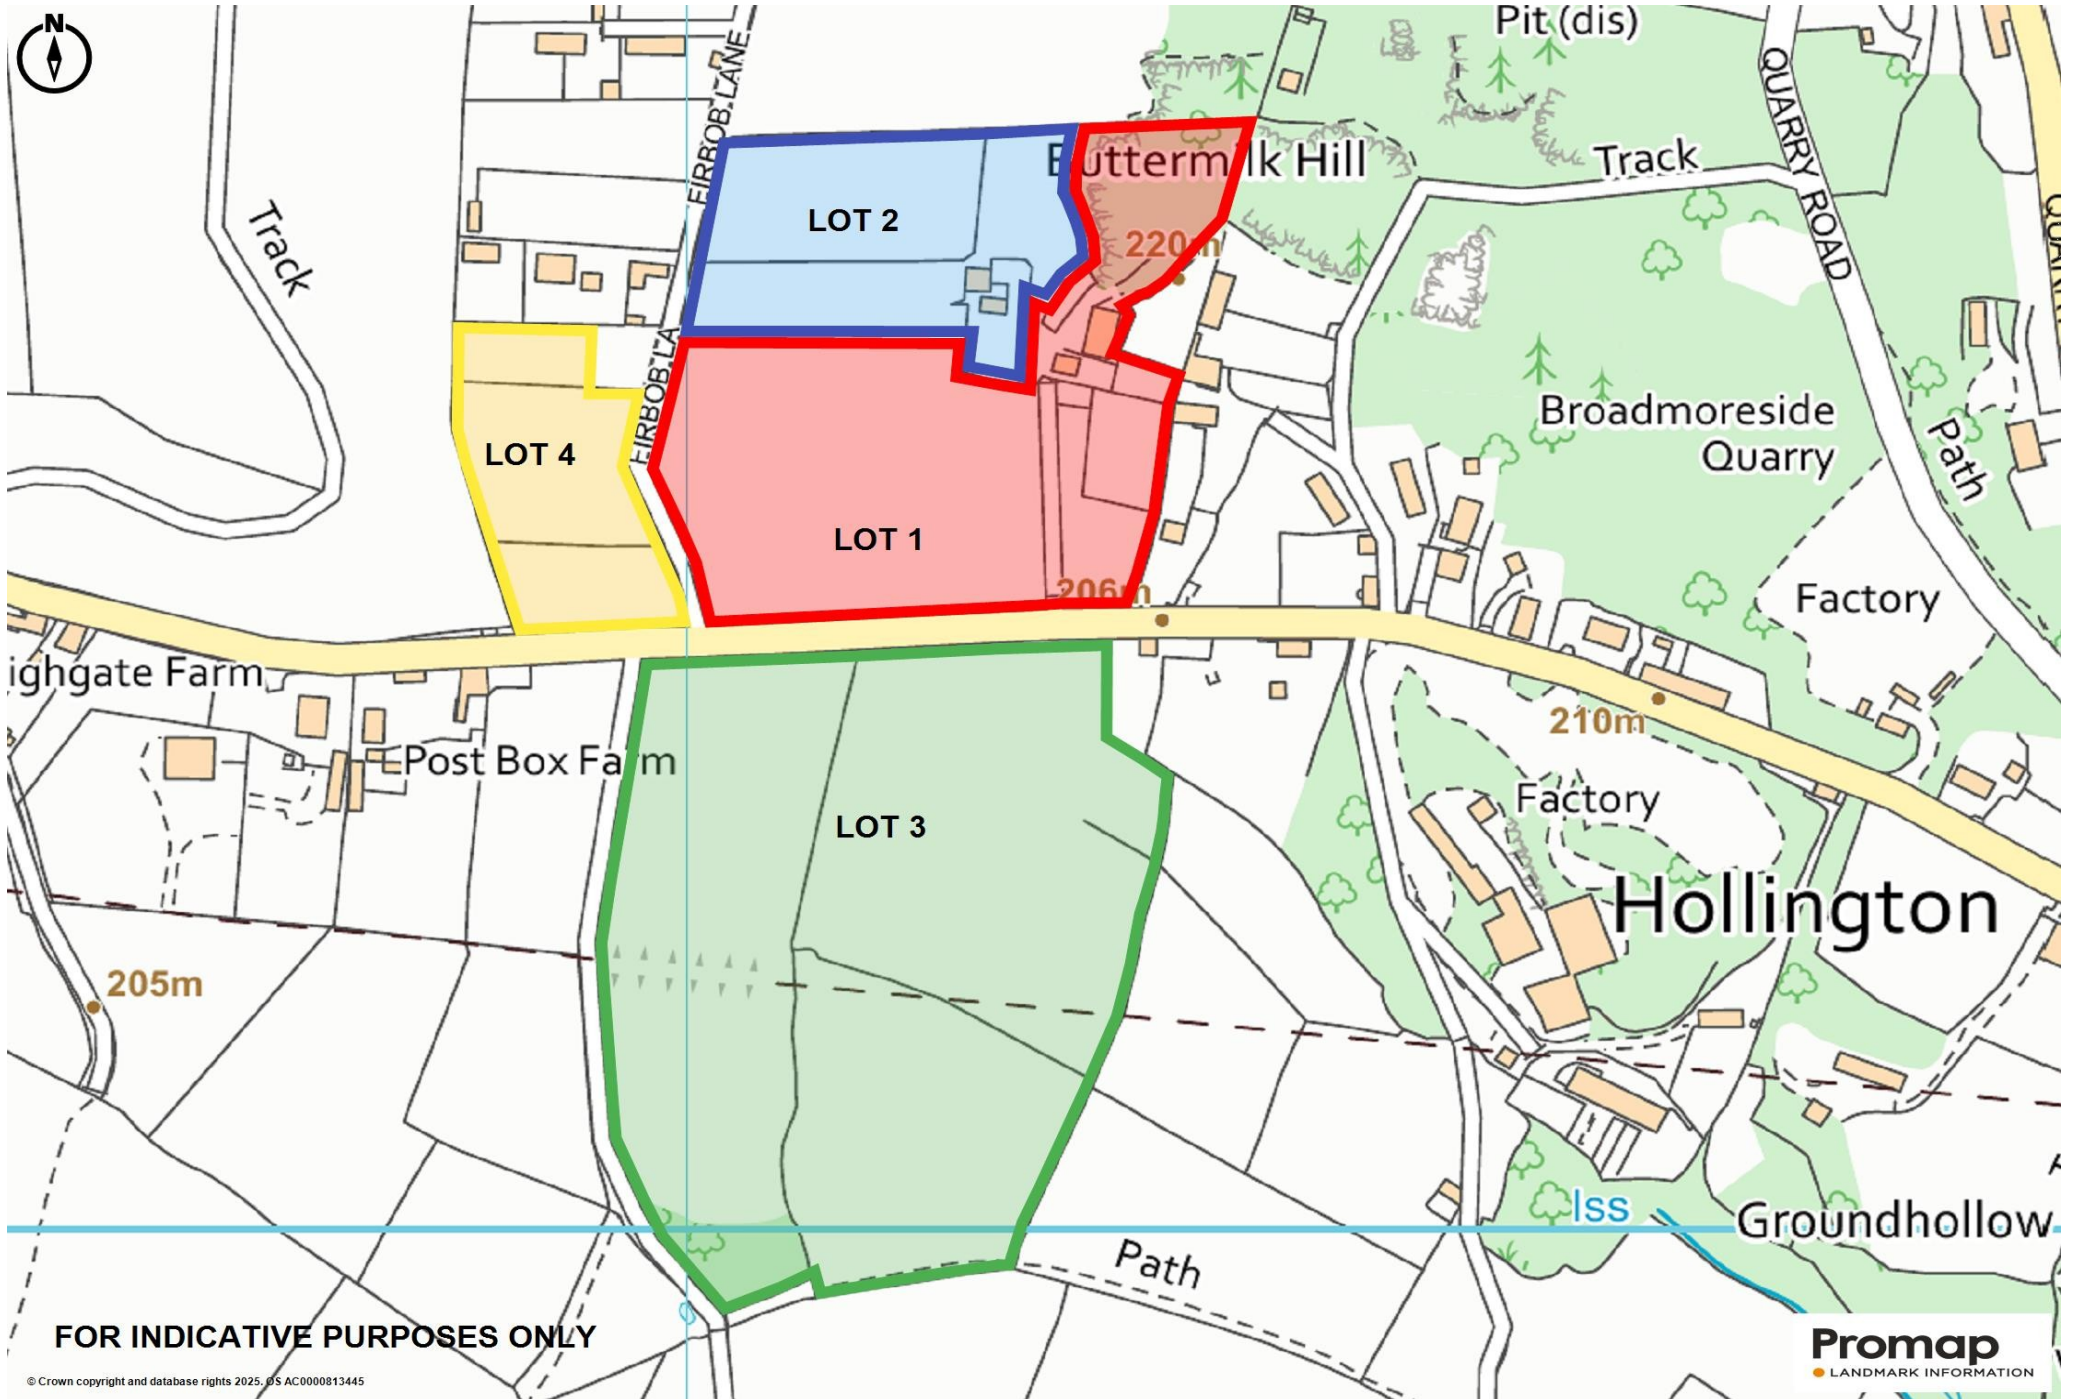 N
Pit (dis)
FIRBOB LANE
QUARRY ROAD
Track
Buttermilk Hill
Track
LOT 2
220m
FIRBOB LA
Broadmoreside
Quarry
Path
LOT 4
LOT 1
206m
Factory
ighgate Farm
210m
Post Box Farm
Factory
LOT 3
Hollington
205m
Iss
Groundhollow
Path
FOR INDICATIVE PURPOSES ONLY
Promap
LANDMARK INFORMATION
© Crown copyright and database rights 2025. OS AC0000813445